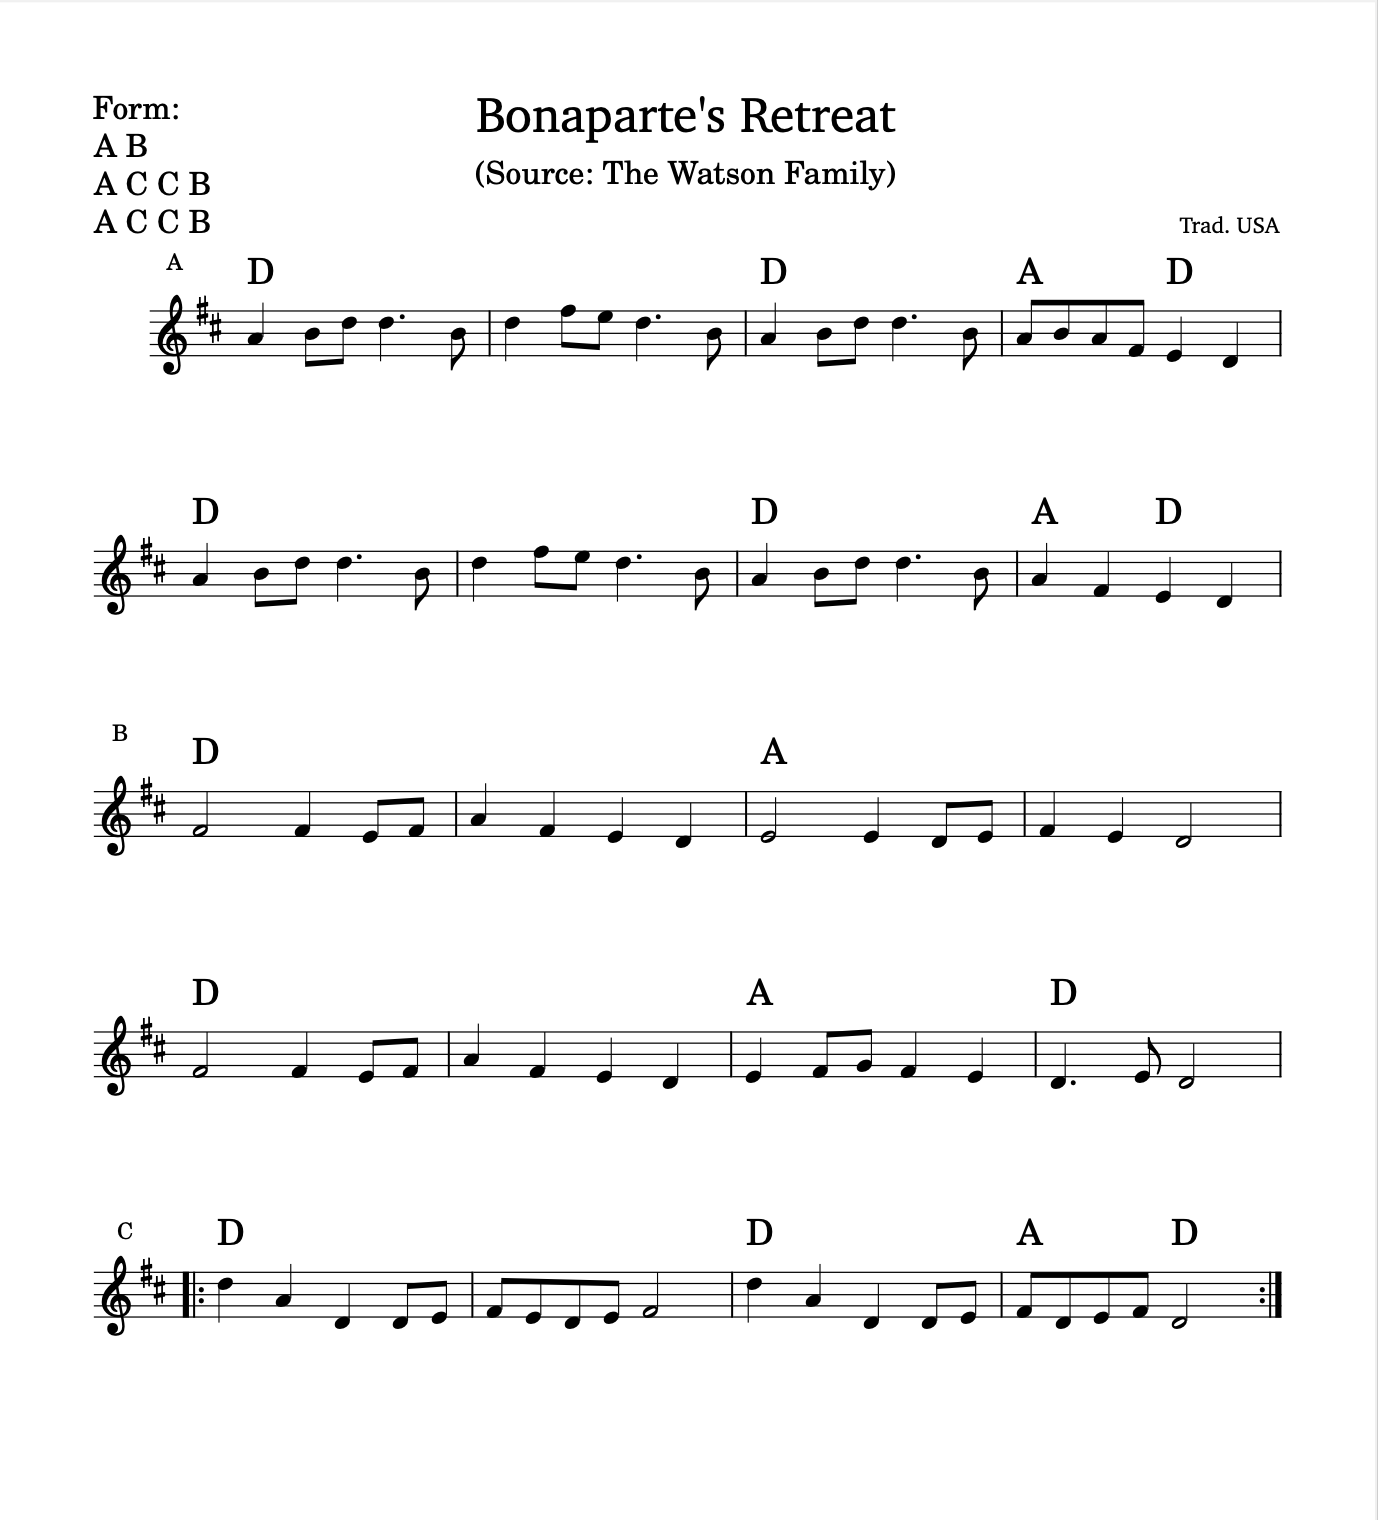 Form:
A B
A C C B
A C C B
Bonaparte's Retreat
(Source: The Watson Family)
Trad. USA
A
D D A D
D D A D
B
D A
D A D
C
D D A D